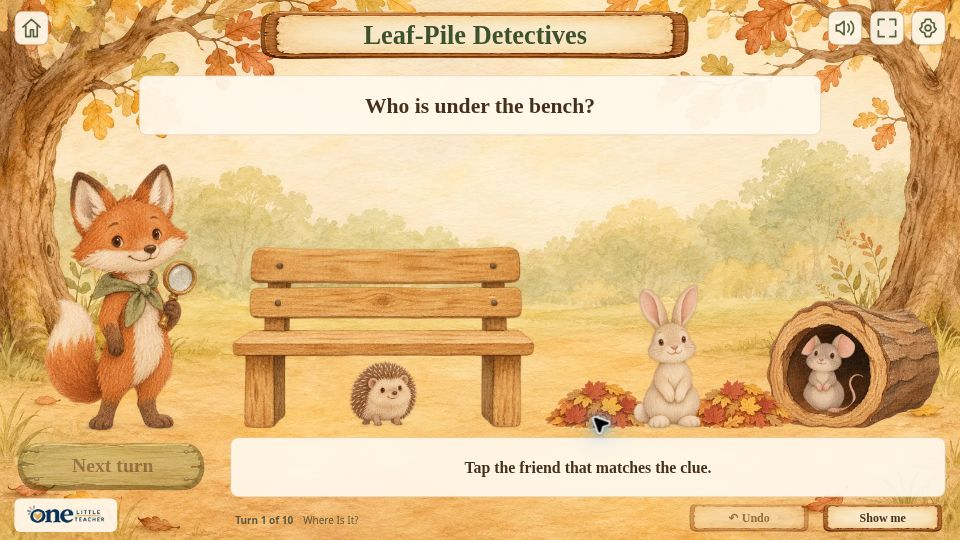 Leaf-Pile Detectives
Who is under the bench?
Tap the friend that matches the clue.
Next turn
one LITTLE TEACHER
Turn 1 of 10 Where Is It?
↶ Undo
Show me